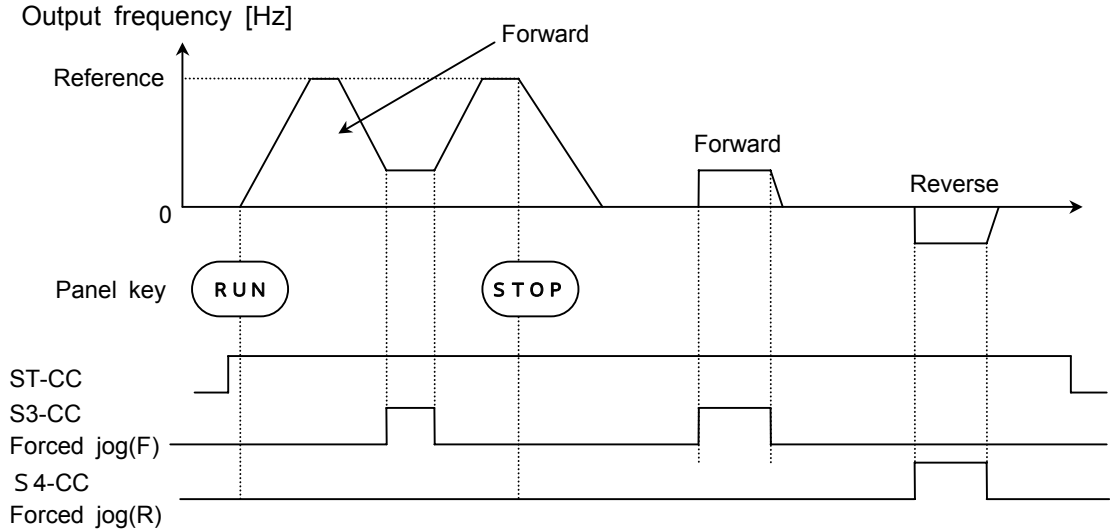 Output frequency [Hz]
Forward
Reference
Forward
Reverse
0
Panel key
RUN
STOP
ST-CC
S3-CC
Forced jog(F)
S4-CC
Forced jog(R)